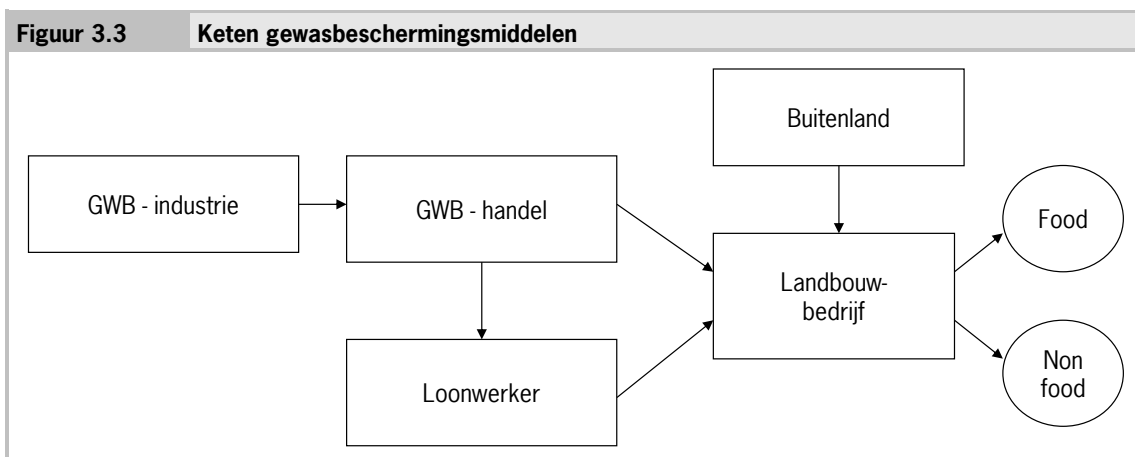 Figuur 3.3 Keten gewasbeschermingsmiddelen
Buitenland
GWB - industrie
GWB - handel
Food
Landbouw-
bedrijf
Loonwerker
Non
food